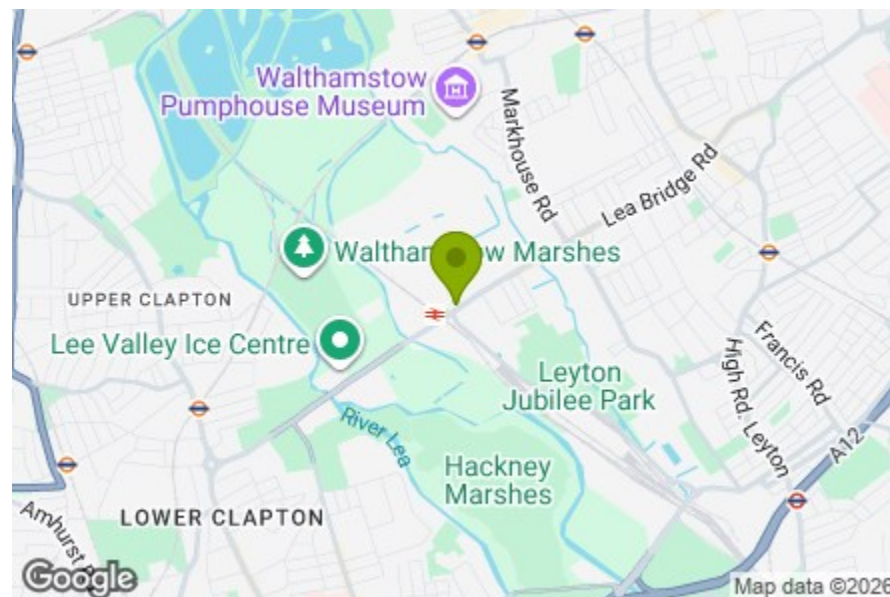 Walthamstow
Pumphouse Museum
Markhouse Rd
Lea Bridge Rd
Walthamstow Marshes
UPPER CLAPTON
Lee Valley Ice Centre
Francis Rd
High Rd. Leyton
Leyton
Jubilee Park
A12
River Lea
Hackney
Marshes
LOWER CLAPTON
Amhurst
Google
Map data ©2026